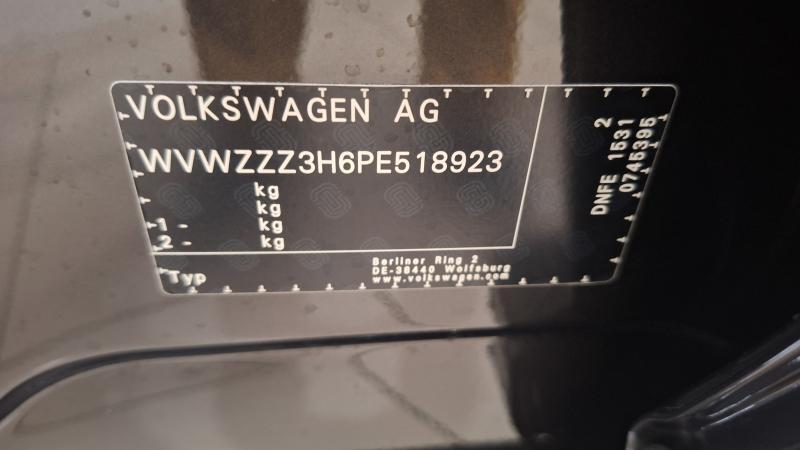 VOLKSWAGEN AG
WVWZZZ3H6PE518923
kg
kg
1 - kg
2 - kg
Typ
Berliner Ring 2
DE-38440 Wolfsburg
www.volkswagen.com
2
DNFE 1531
0745395